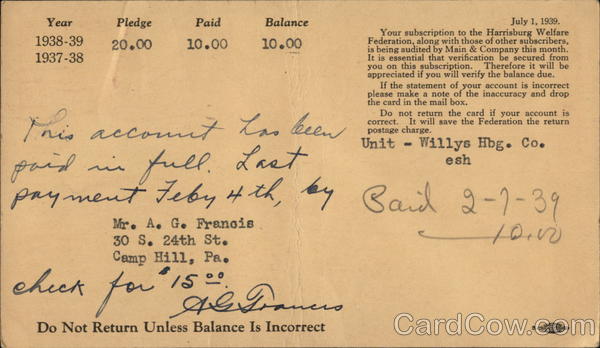 Year Pledge Paid Balance
1938-39 20.00 10.00 10.00
1937-38
July 1, 1939.
Your subscription to the Harrisburg Welfare
Federation, along with those of other subscribers,
is being audited by Main & Company this month.
It is essential that verification be secured from
you on this subscription. Therefore it will be
appreciated if you will verify the balance due.
If the statement of your account is incorrect
please make a note of the inaccuracy and drop
the card in the mail box.
Do not return the card if your account is
correct. It will save the Federation the return
postage charge.
Unit - Willys Hbg. Co.
esh
This account has been
paid in full. Last
payment Feby 4th, by
Mr. A. G. Francis
30 S. 24th St.
Camp Hill, Pa.
check for $15.00.
A G Francis
Paid 2-7-39
10.00
Do Not Return Unless Balance Is Incorrect
CardCow.com